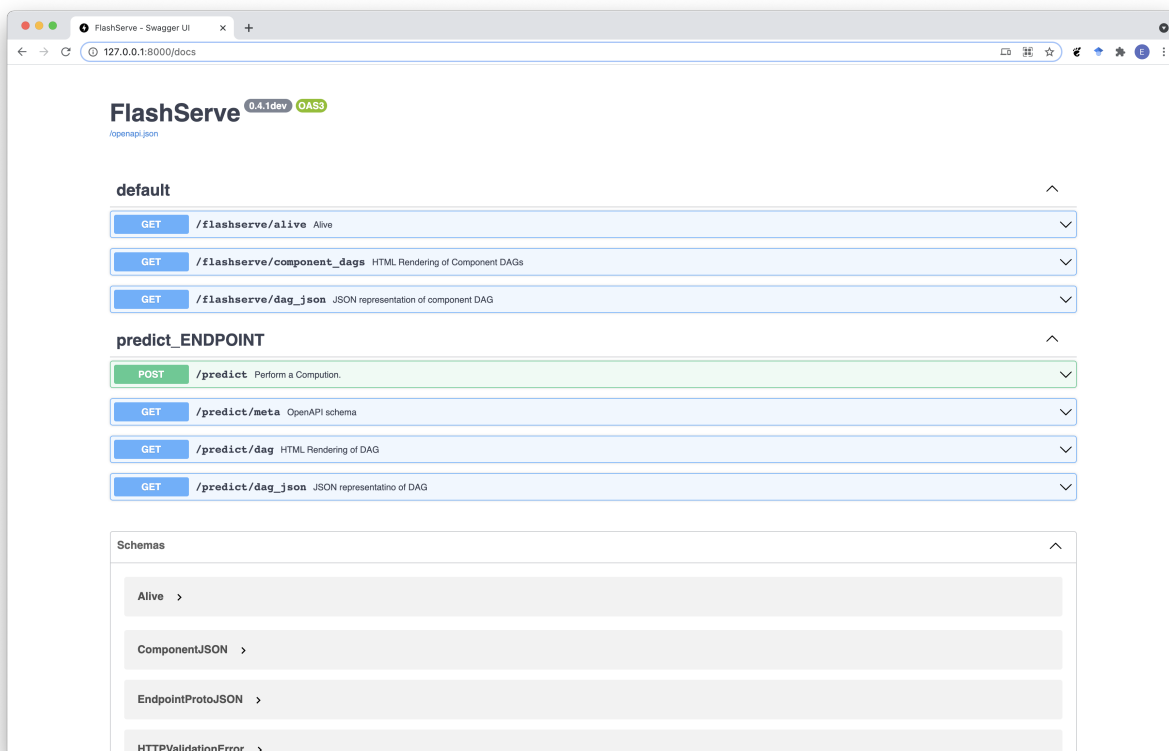 FlashServe - Swagger UI
127.0.0.1:8000/docs
E
FlashServe 0.4.1dev OAS3
/openapi.json
default
GET /flashserve/alive Alive
GET /flashserve/component_dags HTML Rendering of Component DAGs
GET /flashserve/dag_json JSON representation of component DAG
predict_ENDPOINT
POST /predict Perform a Compution.
GET /predict/meta OpenAPI schema
GET /predict/dag HTML Rendering of DAG
GET /predict/dag_json JSON representatino of DAG
Schemas
Alive
ComponentJSON
EndpointProtoJSON
HTTPValidationError